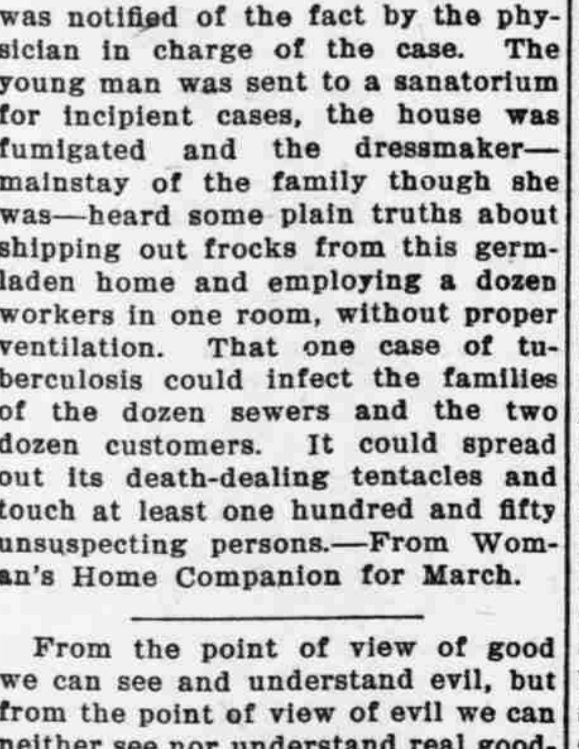 was notified of the fact by the phy-
sician in charge of the case. The
young man was sent to a sanatorium
for incipient cases, the house was
fumigated and the dressmaker—
mainstay of the family though she
was—heard some plain truths about
shipping out frocks from this germ-
laden home and employing a dozen
workers in one room, without proper
ventilation. That one case of tu-
berculosis could infect the families
of the dozen sewers and the two
dozen customers. It could spread
out its death-dealing tentacles and
touch at least one hundred and fifty
unsuspecting persons.—From Wom-
an's Home Companion for March.
From the point of view of good
we can see and understand evil, but
from the point of view of evil we can
neither see nor understand real good.